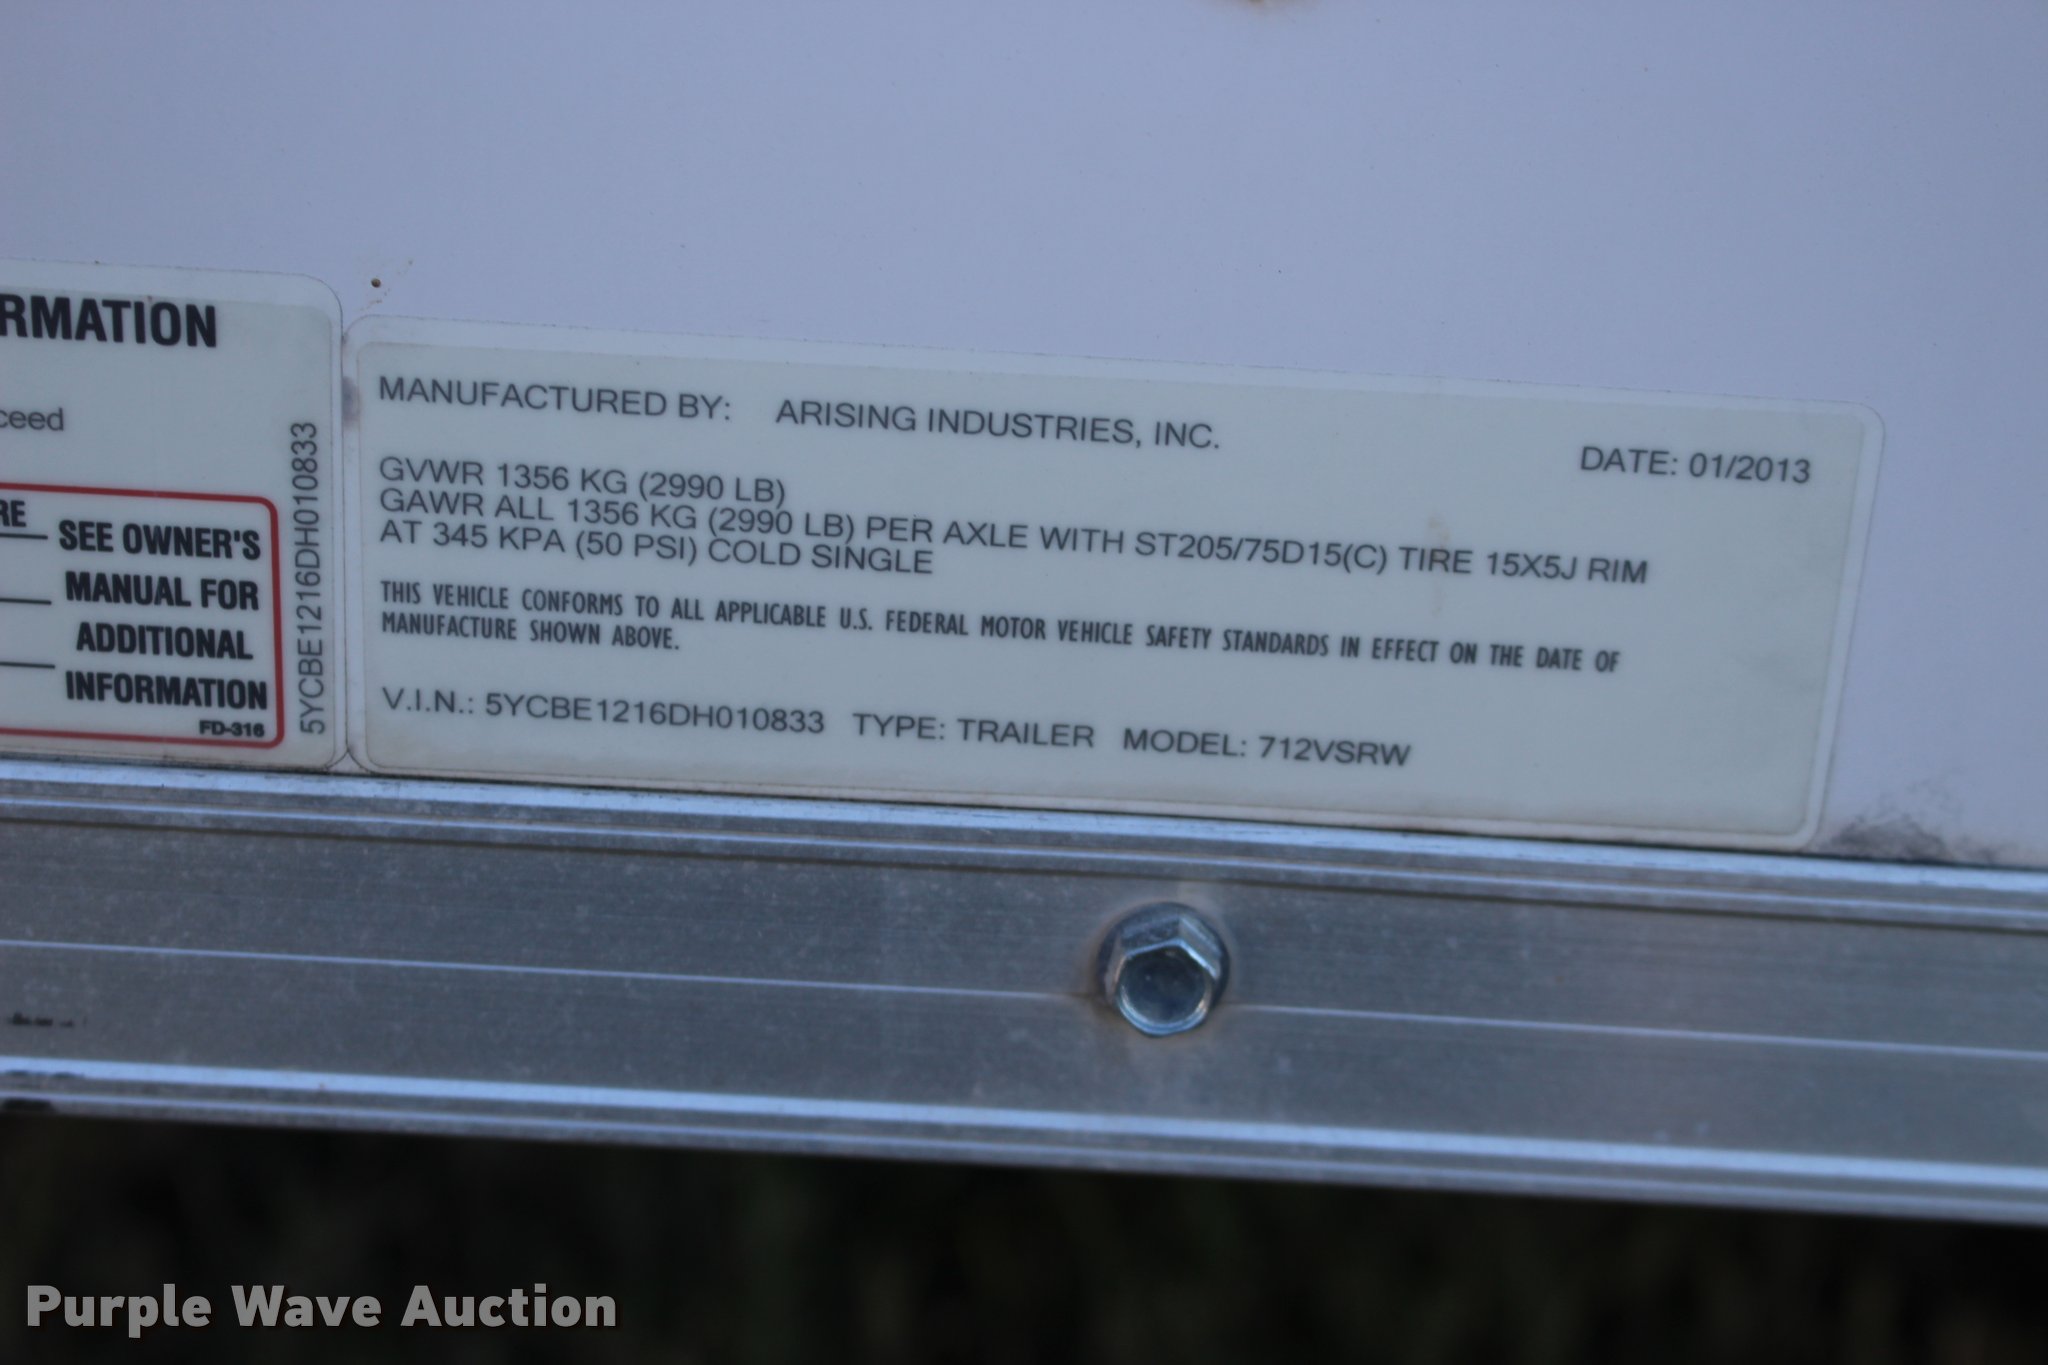 RMATION
ceed
RE
SEE OWNER'S
MANUAL FOR
ADDITIONAL
INFORMATION
FD-316
5YCBE1216DH010833
MANUFACTURED BY: ARISING INDUSTRIES, INC.
DATE: 01/2013
GVWR 1356 KG (2990 LB)
GAWR ALL 1356 KG (2990 LB) PER AXLE WITH ST205/75D15(C) TIRE 15X5J RIM
AT 345 KPA (50 PSI) COLD SINGLE
THIS VEHICLE CONFORMS TO ALL APPLICABLE U.S. FEDERAL MOTOR VEHICLE SAFETY STANDARDS IN EFFECT ON THE DATE OF
MANUFACTURE SHOWN ABOVE.
V.I.N.: 5YCBE1216DH010833 TYPE: TRAILER MODEL: 712VSRW
Purple Wave Auction